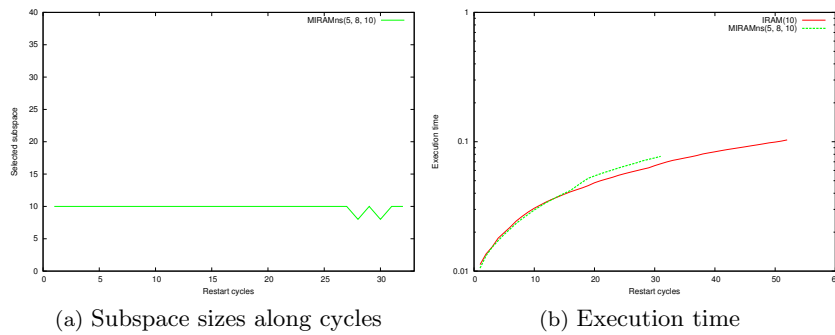 40
35
30
25
20
15
10
5
0
Selected subspace
MIRAMns(5, 8, 10)
0 5 10 15 20 25 30
Restart cycles
(a) Subspace sizes along cycles
1
0.1
0.01
Execution time
IRAM(10)
MIRAMns(5, 8, 10)
0 10 20 30 40 50 60
Restart cycles
(b) Execution time